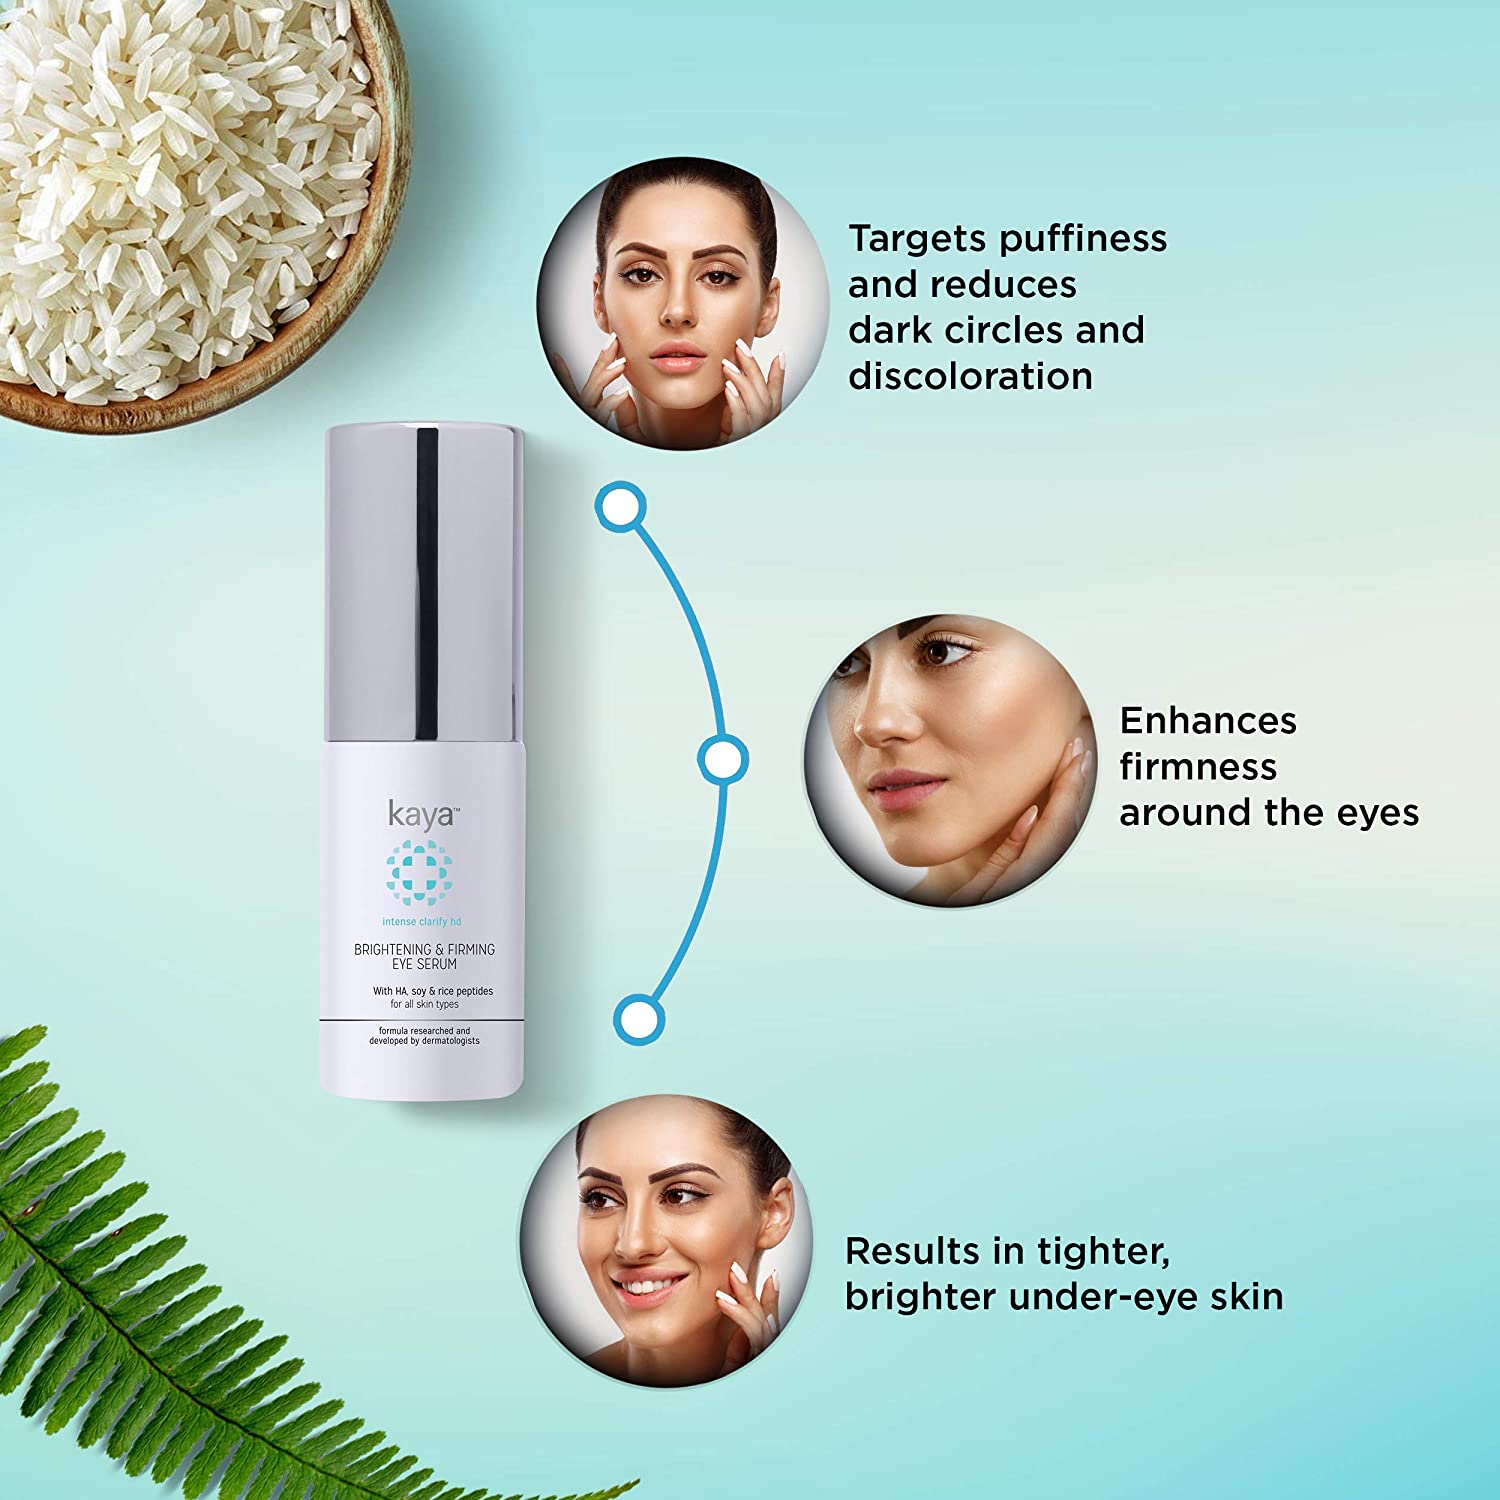 Targets puffiness
and reduces
dark circles and
discoloration
Enhances
firmness
around the eyes
kaya™
intense clarify hd
BRIGHTENING & FIRMING
EYE SERUM
With HA, soy & rice peptides
for all skin types
formula researched and
developed by dermatologists
Results in tighter,
brighter under-eye skin